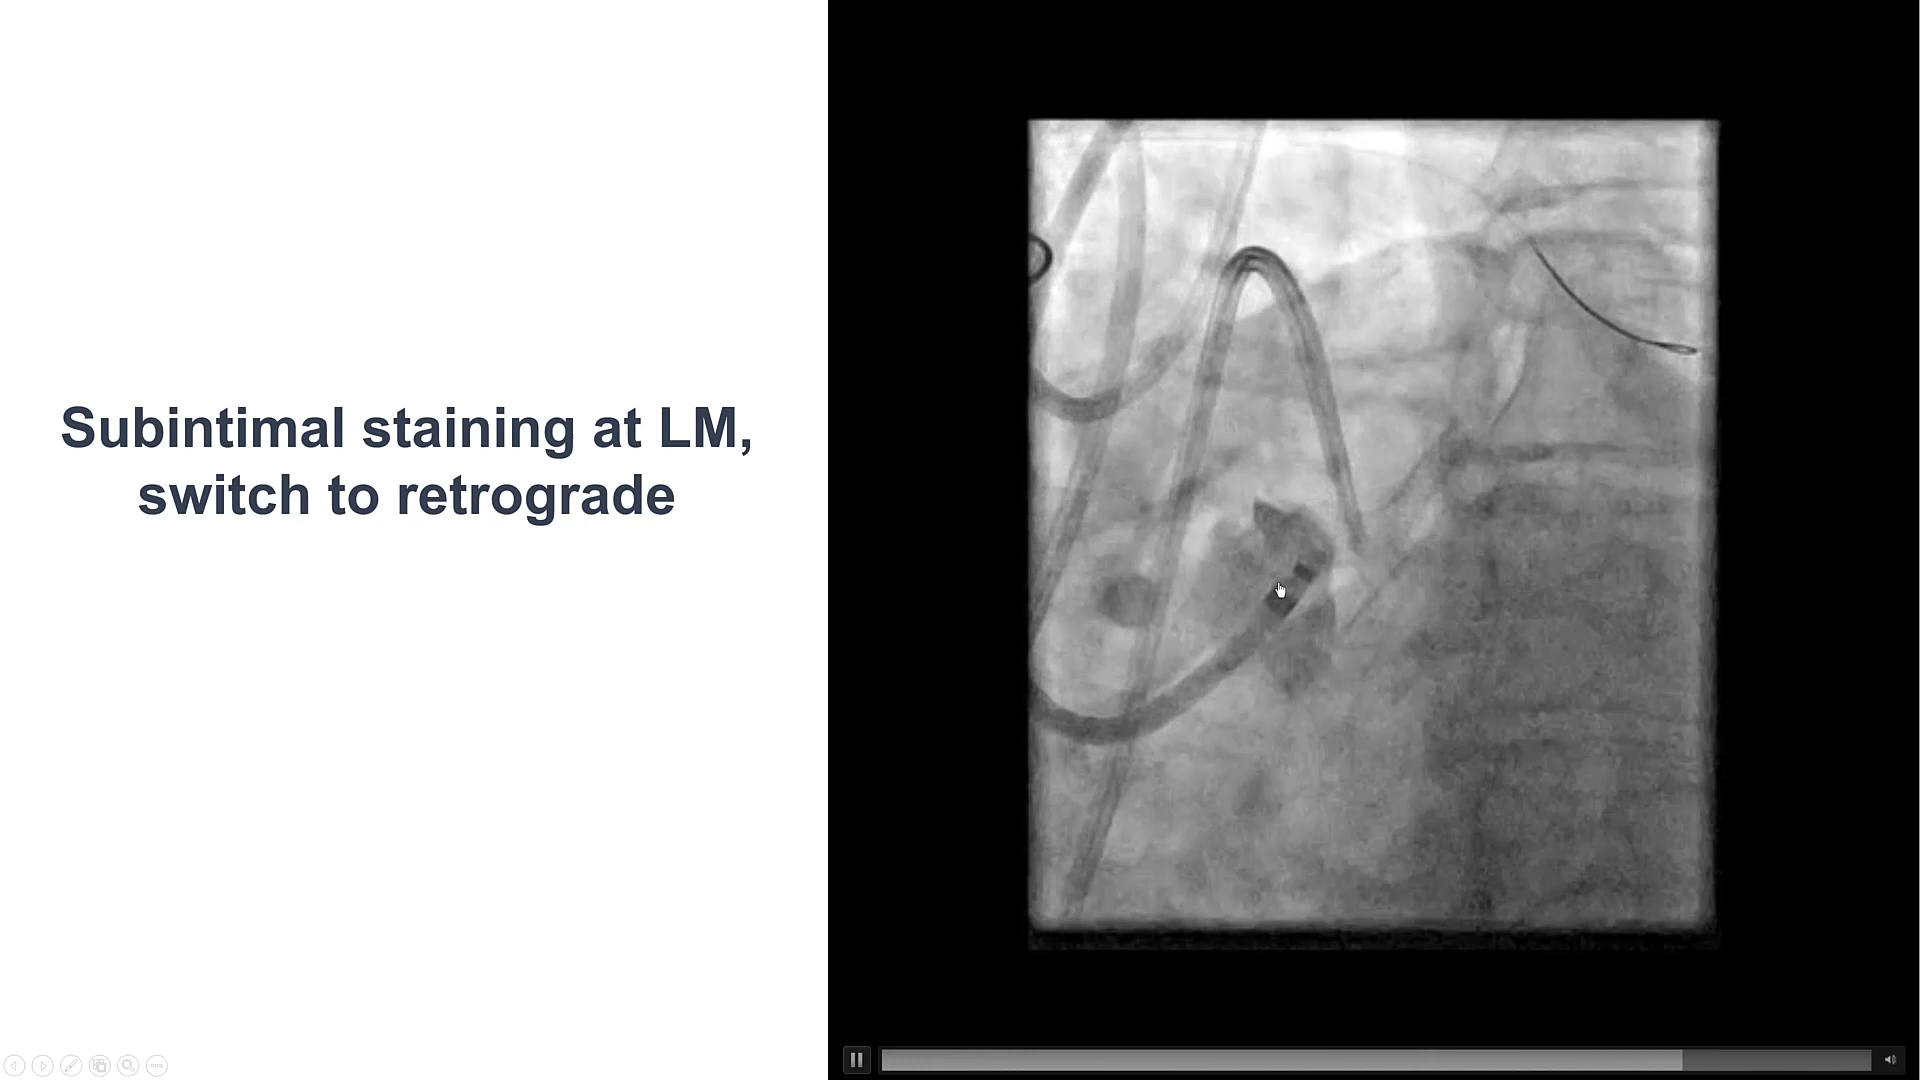 Subintimal staining at LM,
switch to retrograde